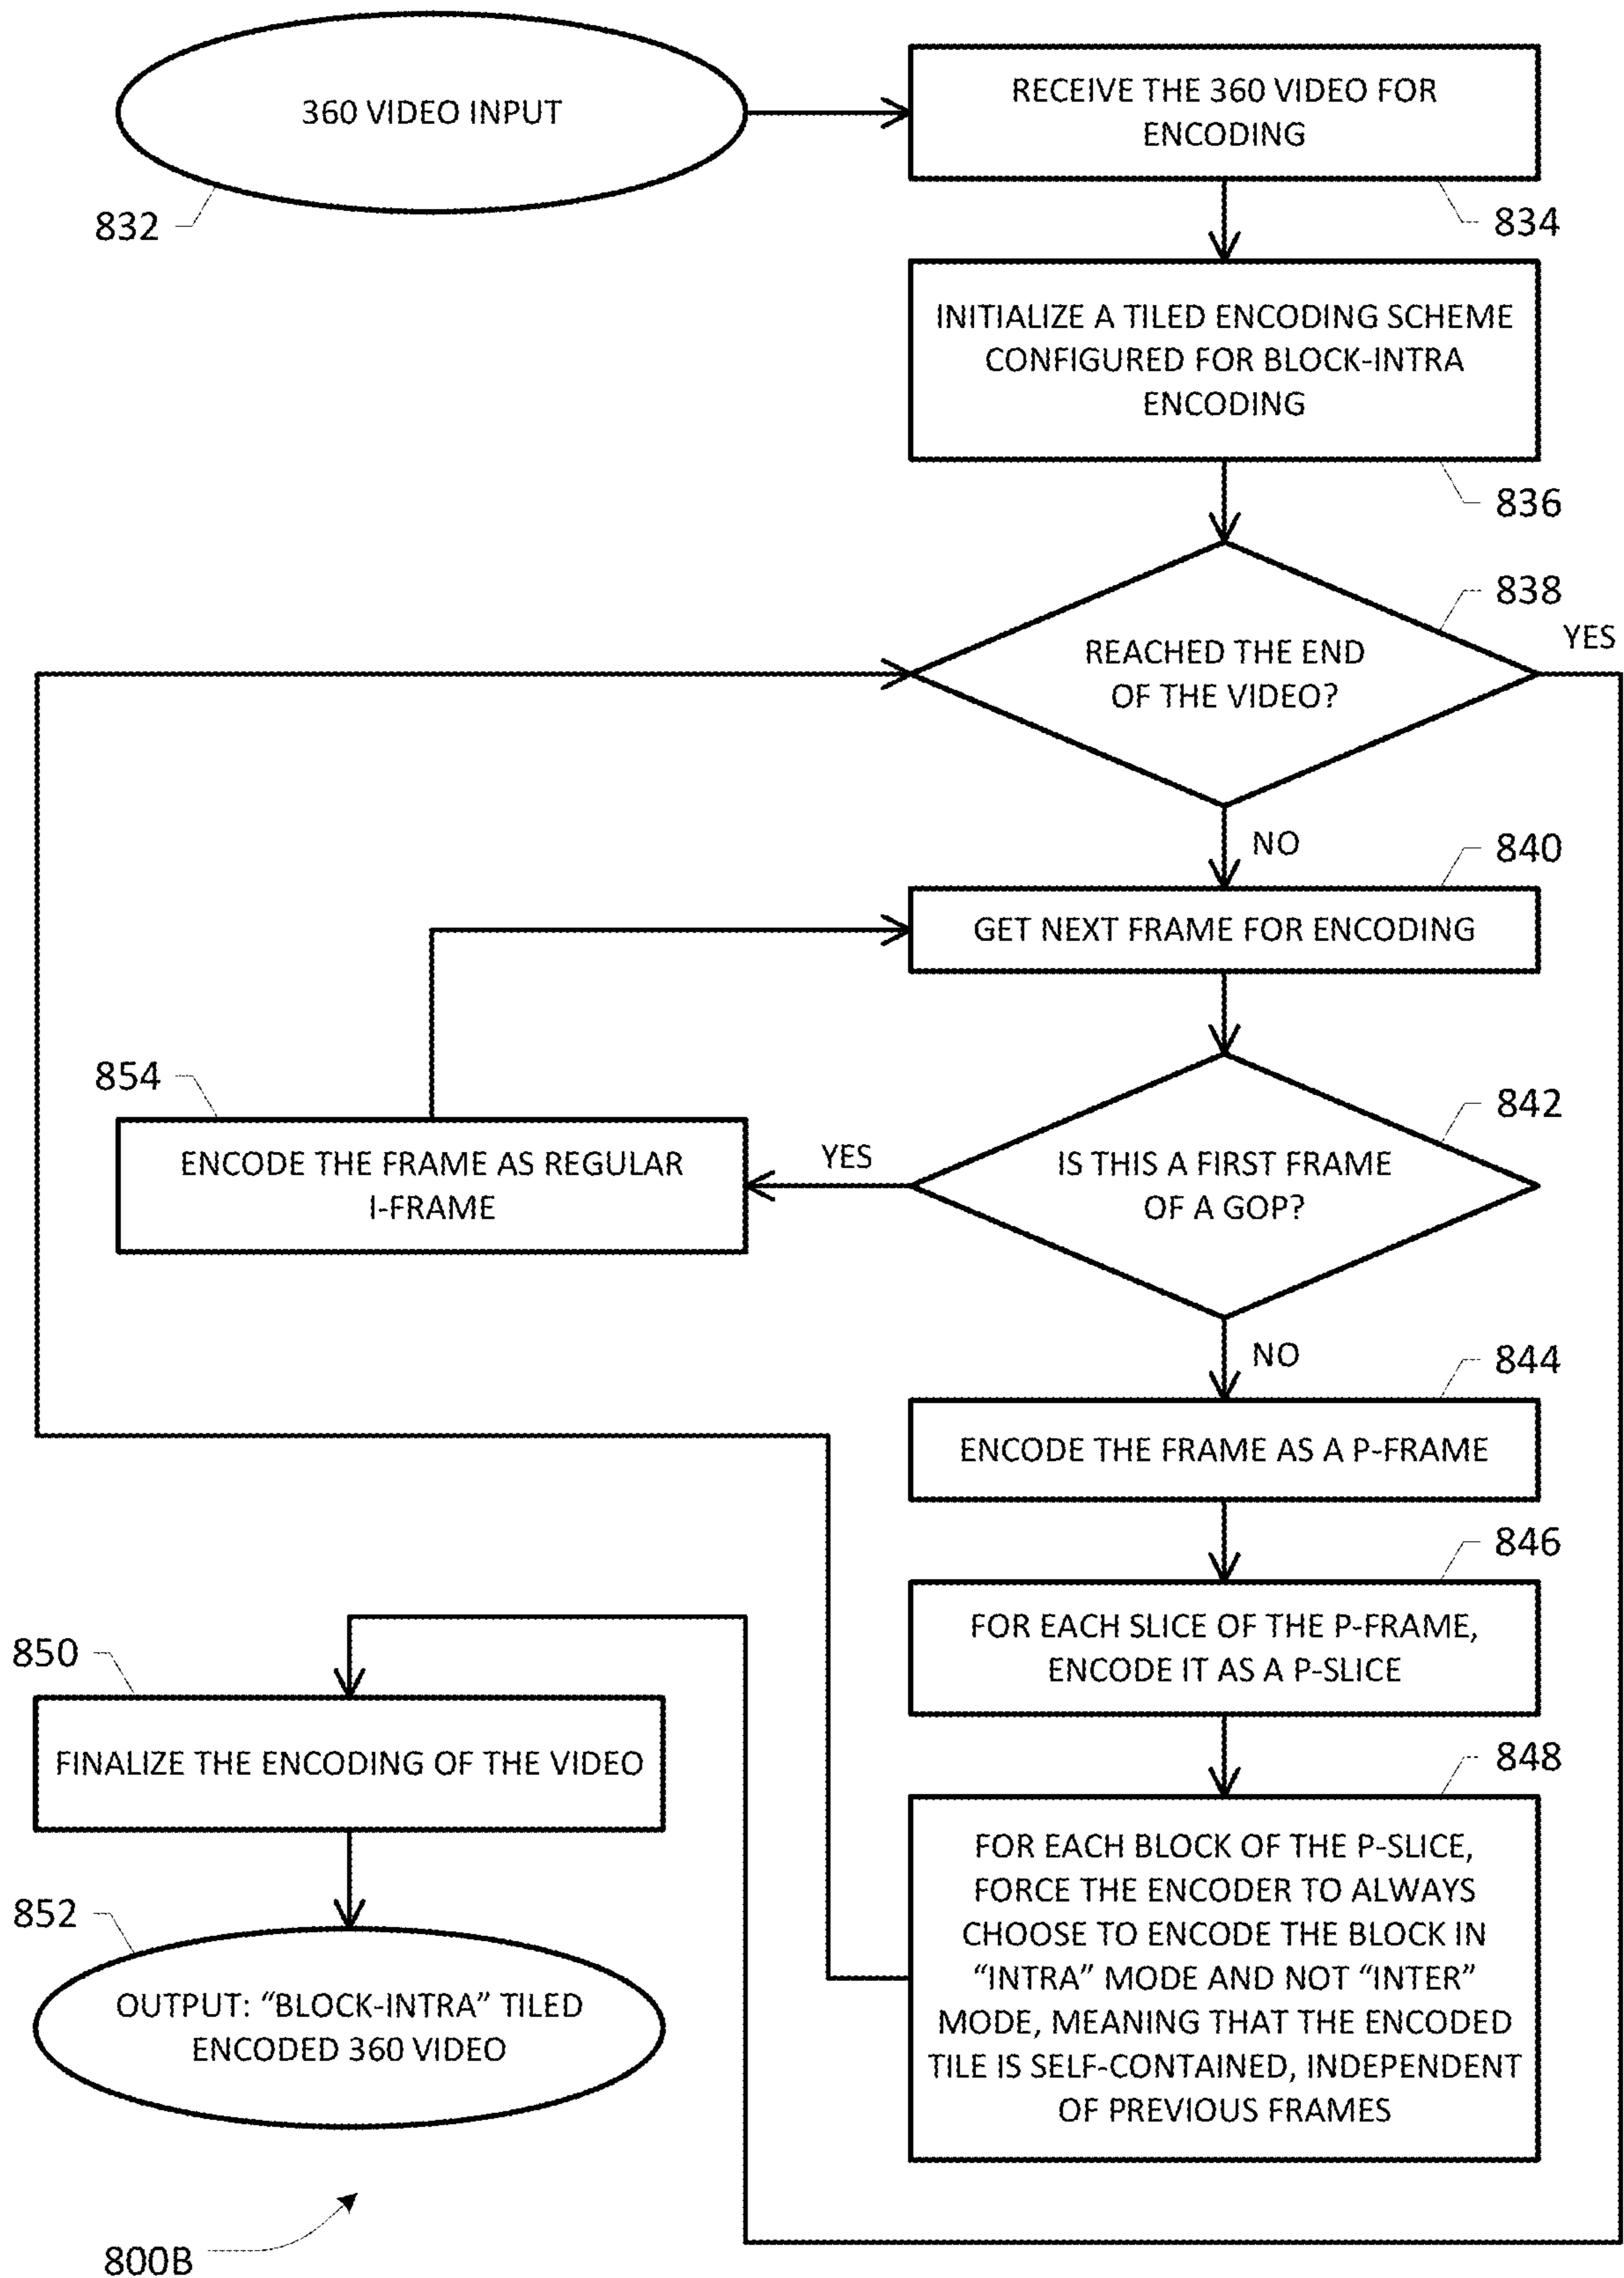 360 VIDEO INPUT
832
RECEIVE THE 360 VIDEO FOR
ENCODING
834
INITIALIZE A TILED ENCODING SCHEME
CONFIGURED FOR BLOCK-INTRA
ENCODING
836
838
REACHED THE END
OF THE VIDEO?
YES
NO
840
GET NEXT FRAME FOR ENCODING
842
IS THIS A FIRST FRAME
OF A GOP?
YES
854
ENCODE THE FRAME AS REGULAR
I-FRAME
NO
844
ENCODE THE FRAME AS A P-FRAME
846
FOR EACH SLICE OF THE P-FRAME,
ENCODE IT AS A P-SLICE
848
FOR EACH BLOCK OF THE P-SLICE,
FORCE THE ENCODER TO ALWAYS
CHOOSE TO ENCODE THE BLOCK IN
“INTRA” MODE AND NOT “INTER”
MODE, MEANING THAT THE ENCODED
TILE IS SELF-CONTAINED, INDEPENDENT
OF PREVIOUS FRAMES
850
FINALIZE THE ENCODING OF THE VIDEO
852
OUTPUT: “BLOCK-INTRA” TILED
ENCODED 360 VIDEO
800B